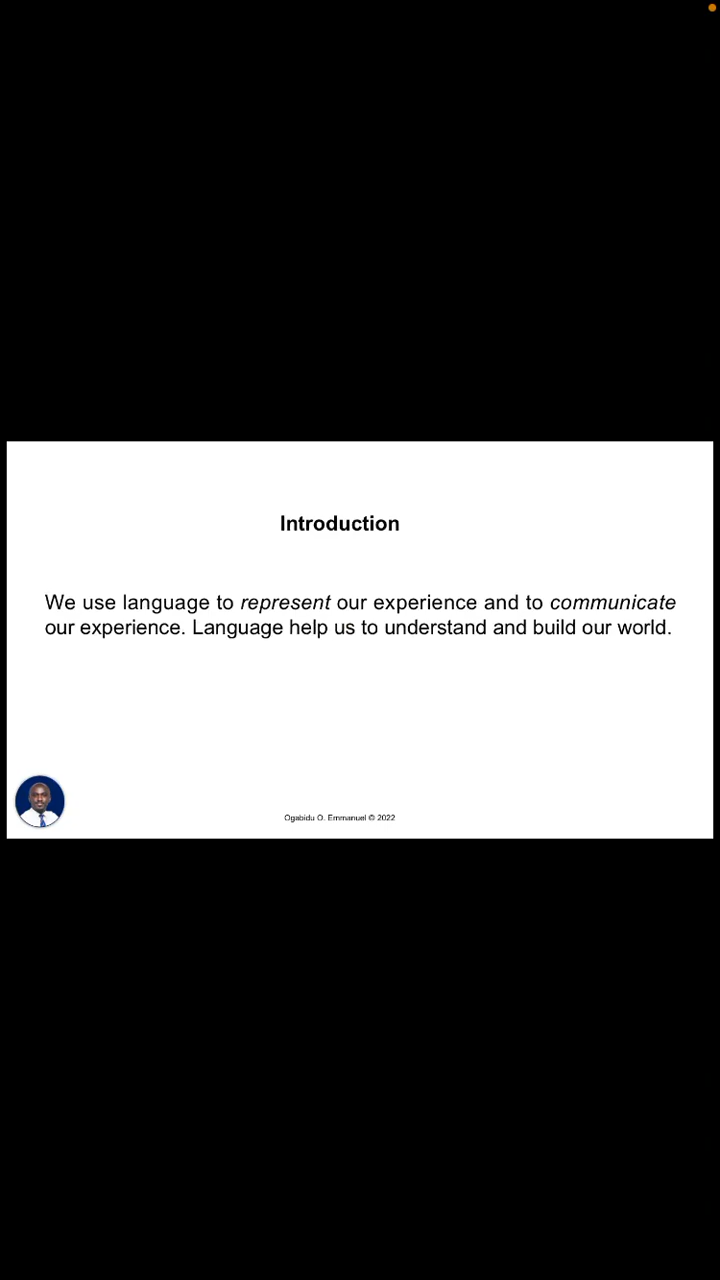 Introduction
We use language to represent our experience and to communicate
our experience. Language help us to understand and build our world.
Ogabidu O. Emmanuel © 2022